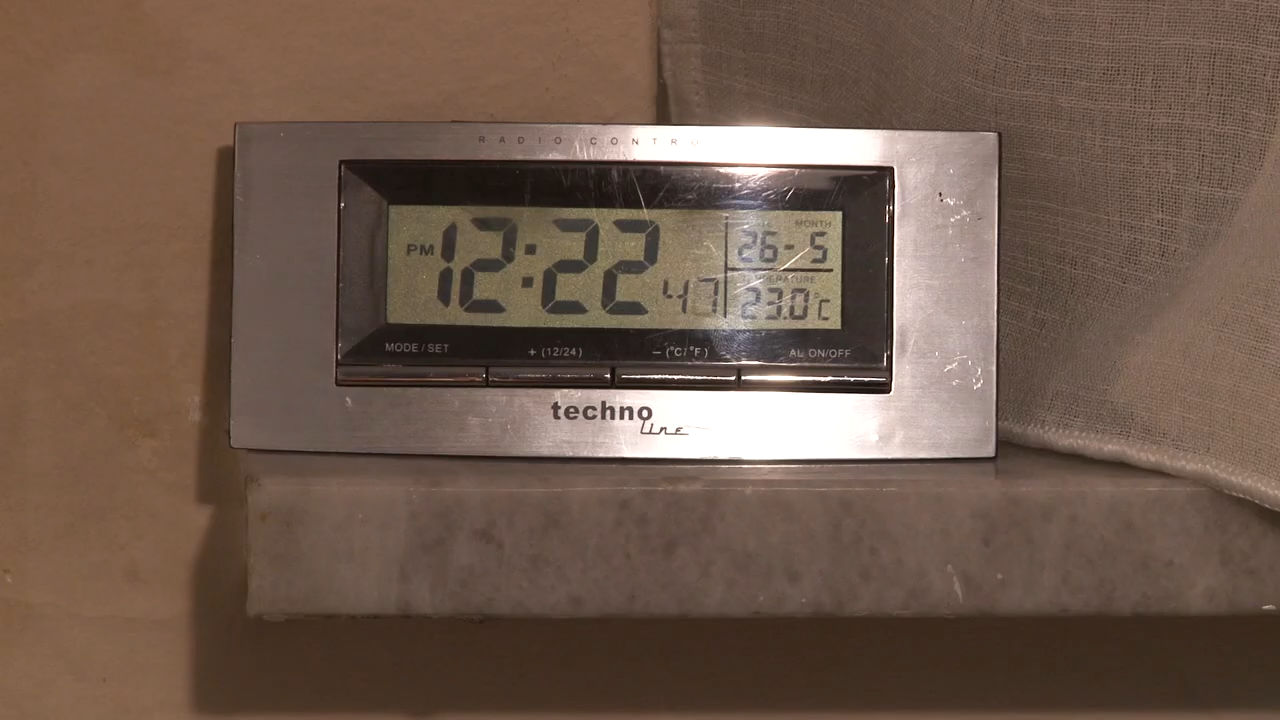 RADIO CONTRO
PM 12:22 47
MONTH
26-5
TEMPERATURE
23.0°C
MODE/SET + (12/24) – (°C/°F) AL ON/OFF
techno
line